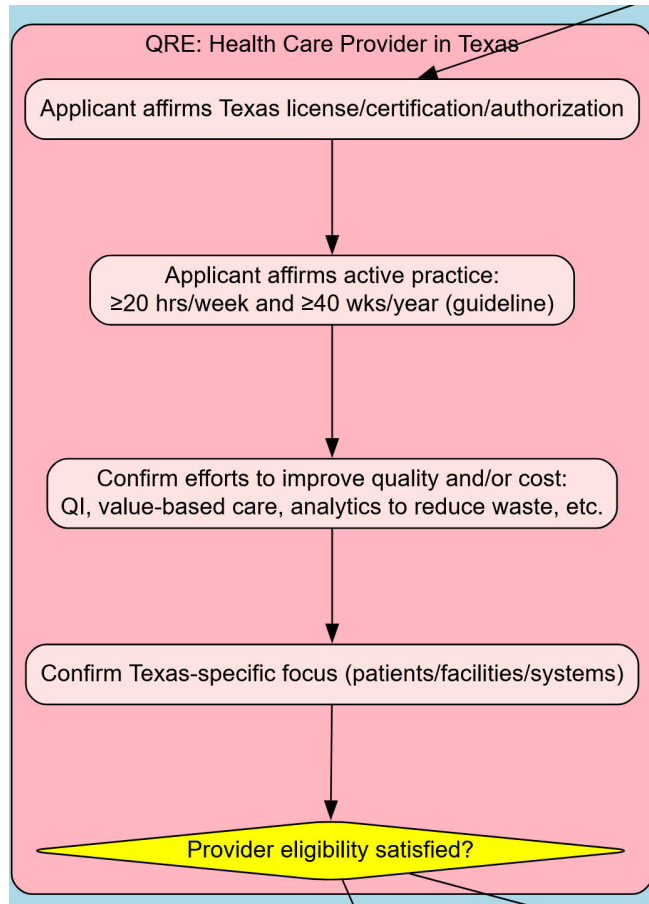 QRE: Health Care Provider in Texas
Applicant affirms Texas license/certification/authorization
Applicant affirms active practice:
≥20 hrs/week and ≥40 wks/year (guideline)
Confirm efforts to improve quality and/or cost:
QI, value-based care, analytics to reduce waste, etc.
Confirm Texas-specific focus (patients/facilities/systems)
Provider eligibility satisfied?